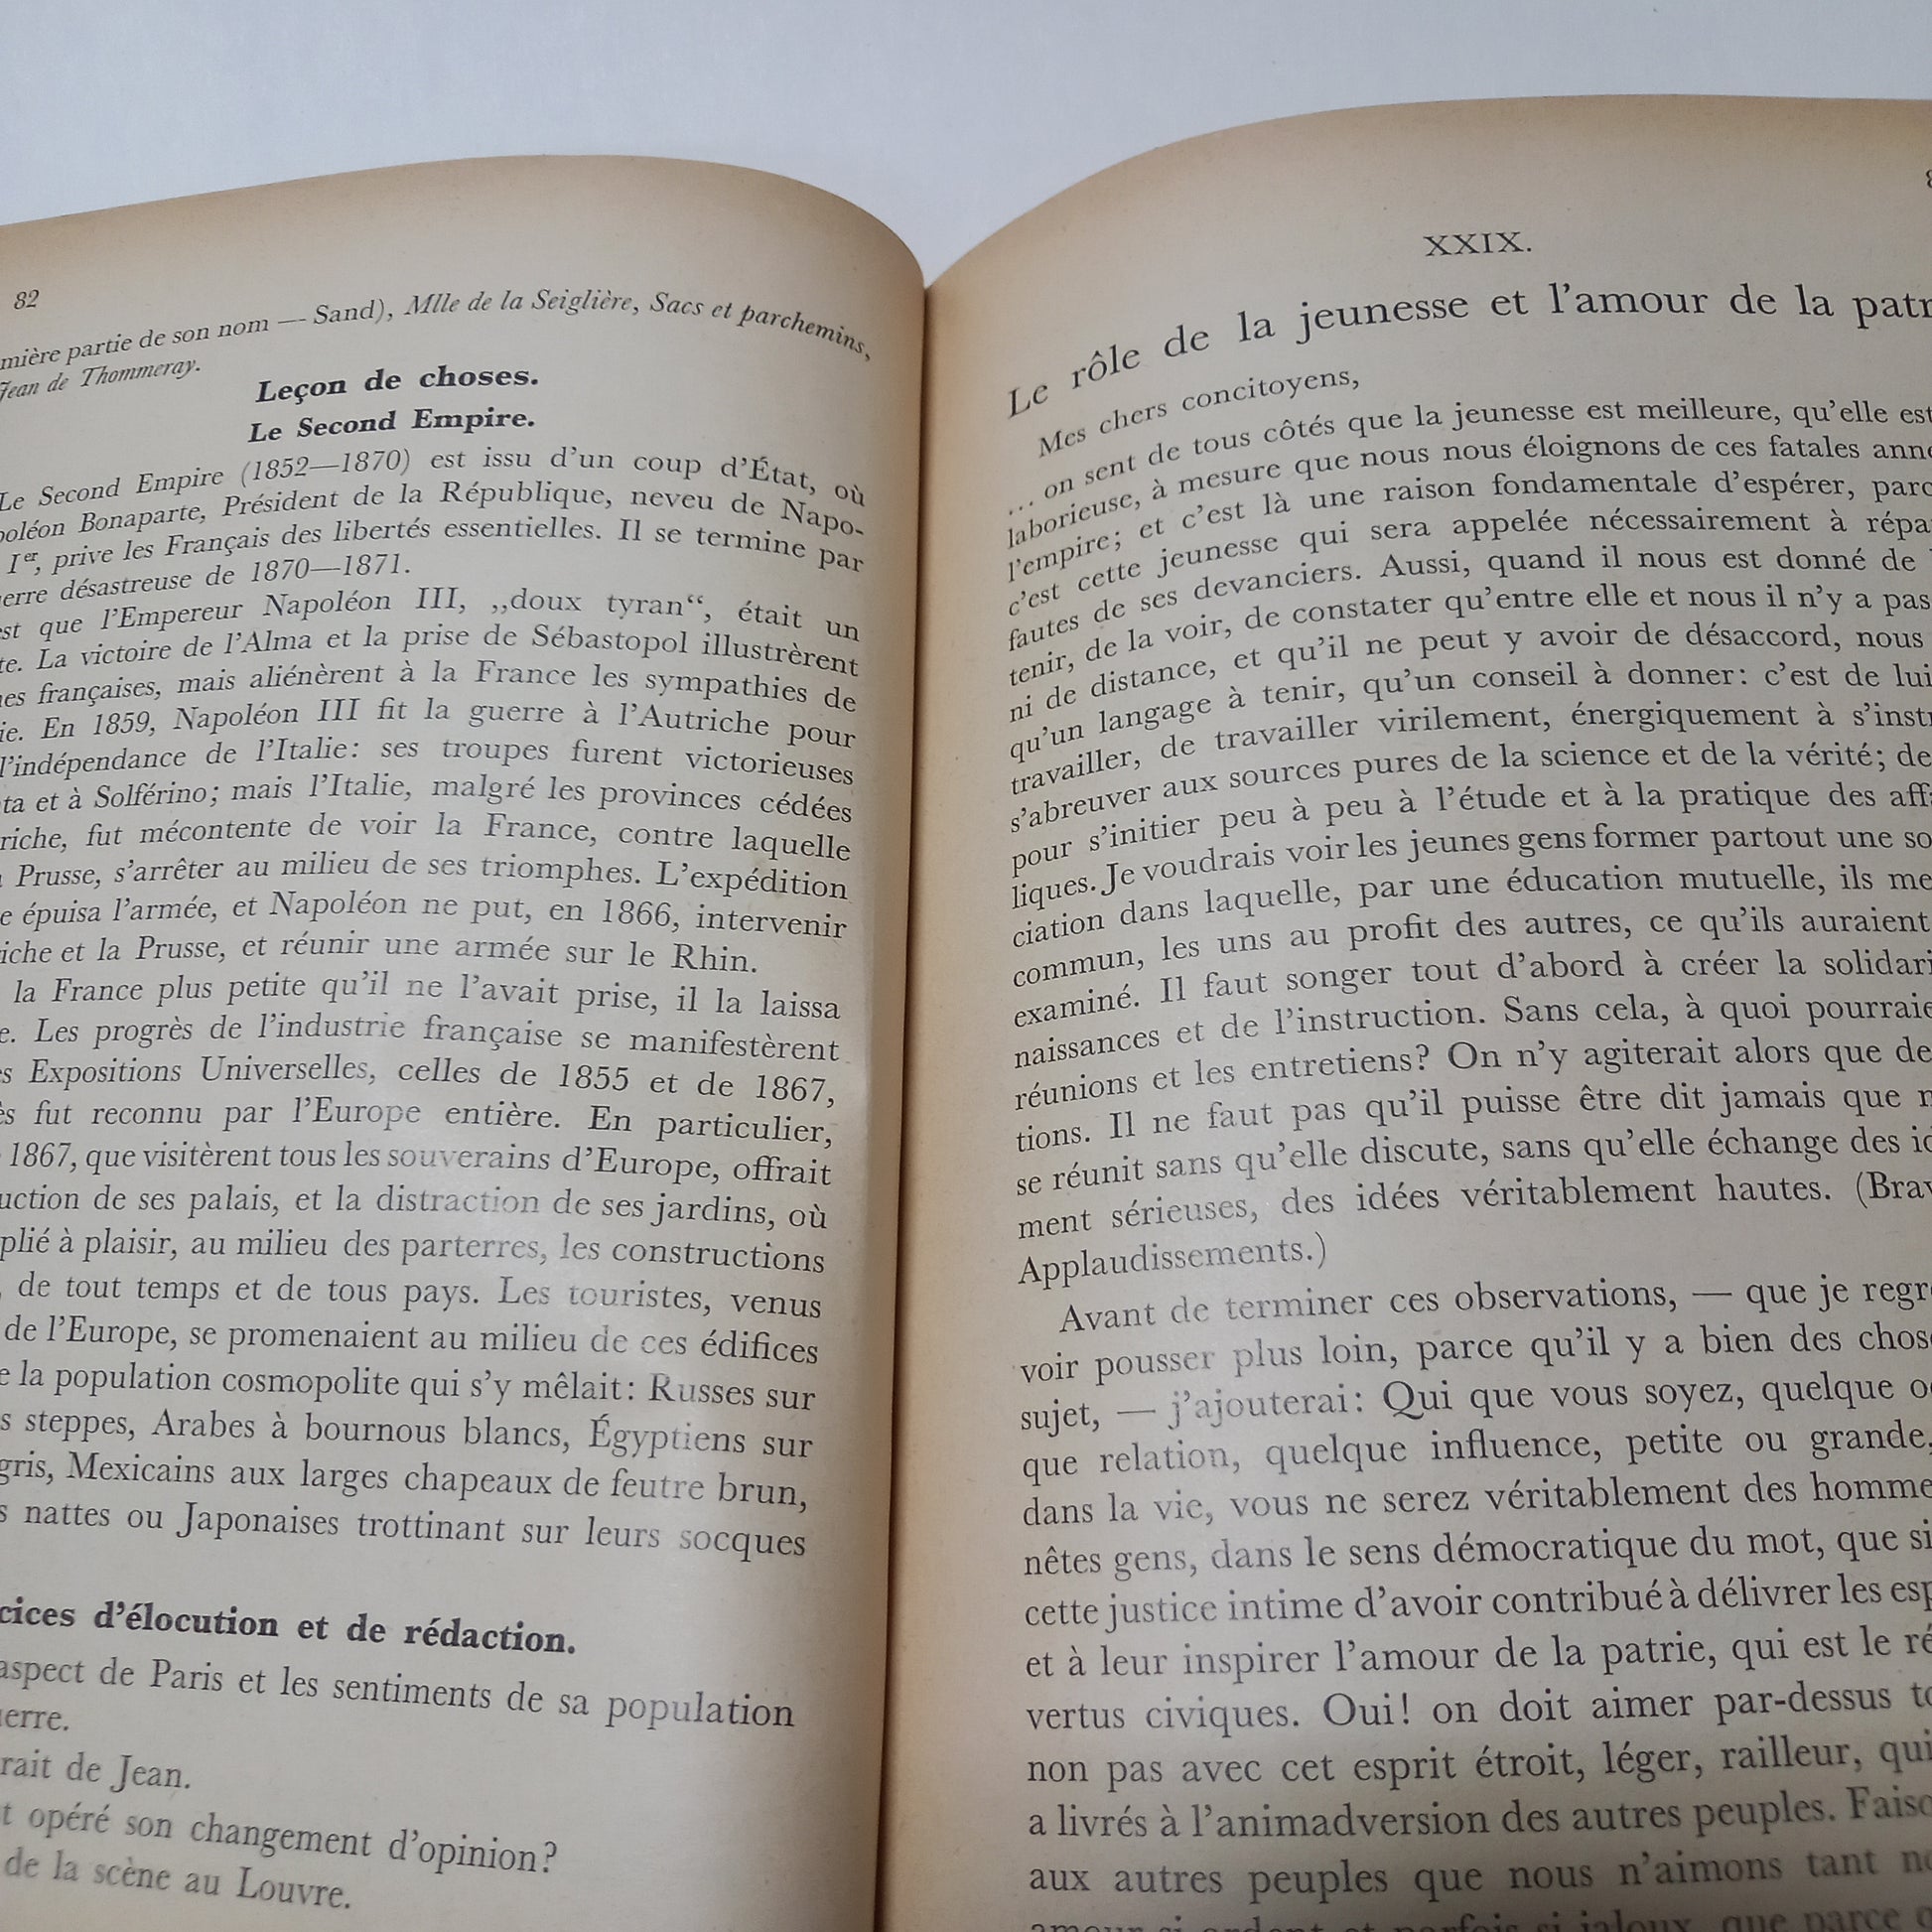 82
mière partie de son nom — Sand), Mlle de la Seiglière, Sacs et parchemins,
Jean de Thommeray.
Leçon de choses.
Le Second Empire.
Le Second Empire (1852—1870) est issu d'un coup d'État, où
poléon Bonaparte, Président de la République, neveu de Napo-
Ier, prive les Français des libertés essentielles. Il se termine par
erre désastreuse de 1870—1871.
st que l'Empereur Napoléon III, ,,doux tyran“, était un
te. La victoire de l'Alma et la prise de Sébastopol illustrèrent
nes françaises, mais aliénèrent à la France les sympathies de
ie. En 1859, Napoléon III fit la guerre à l'Autriche pour
l'indépendance de l'Italie: ses troupes furent victorieuses
ta et à Solférino; mais l'Italie, malgré les provinces cédées
riche, fut mécontente de voir la France, contre laquelle
Prusse, s'arrêter au milieu de ses triomphes. L'expédition
e épuisa l'armée, et Napoléon ne put, en 1866, intervenir
iche et la Prusse, et réunir une armée sur le Rhin.
la France plus petite qu'il ne l'avait prise, il la laissa
e. Les progrès de l'industrie française se manifestèrent
s Expositions Universelles, celles de 1855 et de 1867,
ès fut reconnu par l'Europe entière. En particulier,
1867, que visitèrent tous les souverains d'Europe, offrait
uction de ses palais, et la distraction de ses jardins, où
plié à plaisir, au milieu des parterres, les constructions
, de tout temps et de tous pays. Les touristes, venus
de l'Europe, se promenaient au milieu de ces édifices
e la population cosmopolite qui s'y mêlait: Russes sur
s steppes, Arabes à bournous blancs, Égyptiens sur
gris, Mexicains aux larges chapeaux de feutre brun,
s nattes ou Japonaises trottinant sur leurs socques
cices d'élocution et de rédaction.
aspect de Paris et les sentiments de sa population
erre.
rait de Jean.
t opéré son changement d'opinion?
de la scène au Louvre.
XXIX.
Le rôle de la jeunesse et l'amour de la patr
Mes chers concitoyens,
... on sent de tous côtés que la jeunesse est meilleure, qu'elle est
laborieuse, à mesure que nous nous éloignons de ces fatales anné
l'empire; et c'est là une raison fondamentale d'espérer, parc
c'est cette jeunesse qui sera appelée nécessairement à répa
fautes de ses devanciers. Aussi, quand il nous est donné de
tenir, de la voir, de constater qu'entre elle et nous il n'y a pas
ni de distance, et qu'il ne peut y avoir de désaccord, nous
qu'un langage à tenir, qu'un conseil à donner: c'est de lui
travailler, de travailler virilement, énergiquement à s'instr
s'abreuver aux sources pures de la science et de la vérité; de
pour s'initier peu à peu à l'étude et à la pratique des aff
liques. Je voudrais voir les jeunes gens former partout une so
ciation dans laquelle, par une éducation mutuelle, ils me
commun, les uns au profit des autres, ce qu'ils auraient
examiné. Il faut songer tout d'abord à créer la solidari
naissances et de l'instruction. Sans cela, à quoi pourraie
réunions et les entretiens? On n'y agiterait alors que de
tions. Il ne faut pas qu'il puisse être dit jamais que
se réunit sans qu'elle discute, sans qu'elle échange des id
ment sérieuses, des idées véritablement hautes. (Brav
Applaudissements.)
Avant de terminer ces observations, — que je regre
voir pousser plus loin, parce qu'il y a bien des chose
sujet, — j'ajouterai: Qui que vous soyez, quelque o
que relation, quelque influence, petite ou grande,
dans la vie, vous ne serez véritablement des homme
nêtes gens, dans le sens démocratique du mot, que si
cette justice intime d'avoir contribué à délivrer les esp
et à leur inspirer l'amour de la patrie, qui est le ré
vertus civiques. Oui! on doit aimer par-dessus to
non pas avec cet esprit étroit, léger, railleur, qui
a livrés à l'animadversion des autres peuples. Faiso
aux autres peuples que nous n'aimons tant no
amour si ardent et parfois si jaloux, que parce